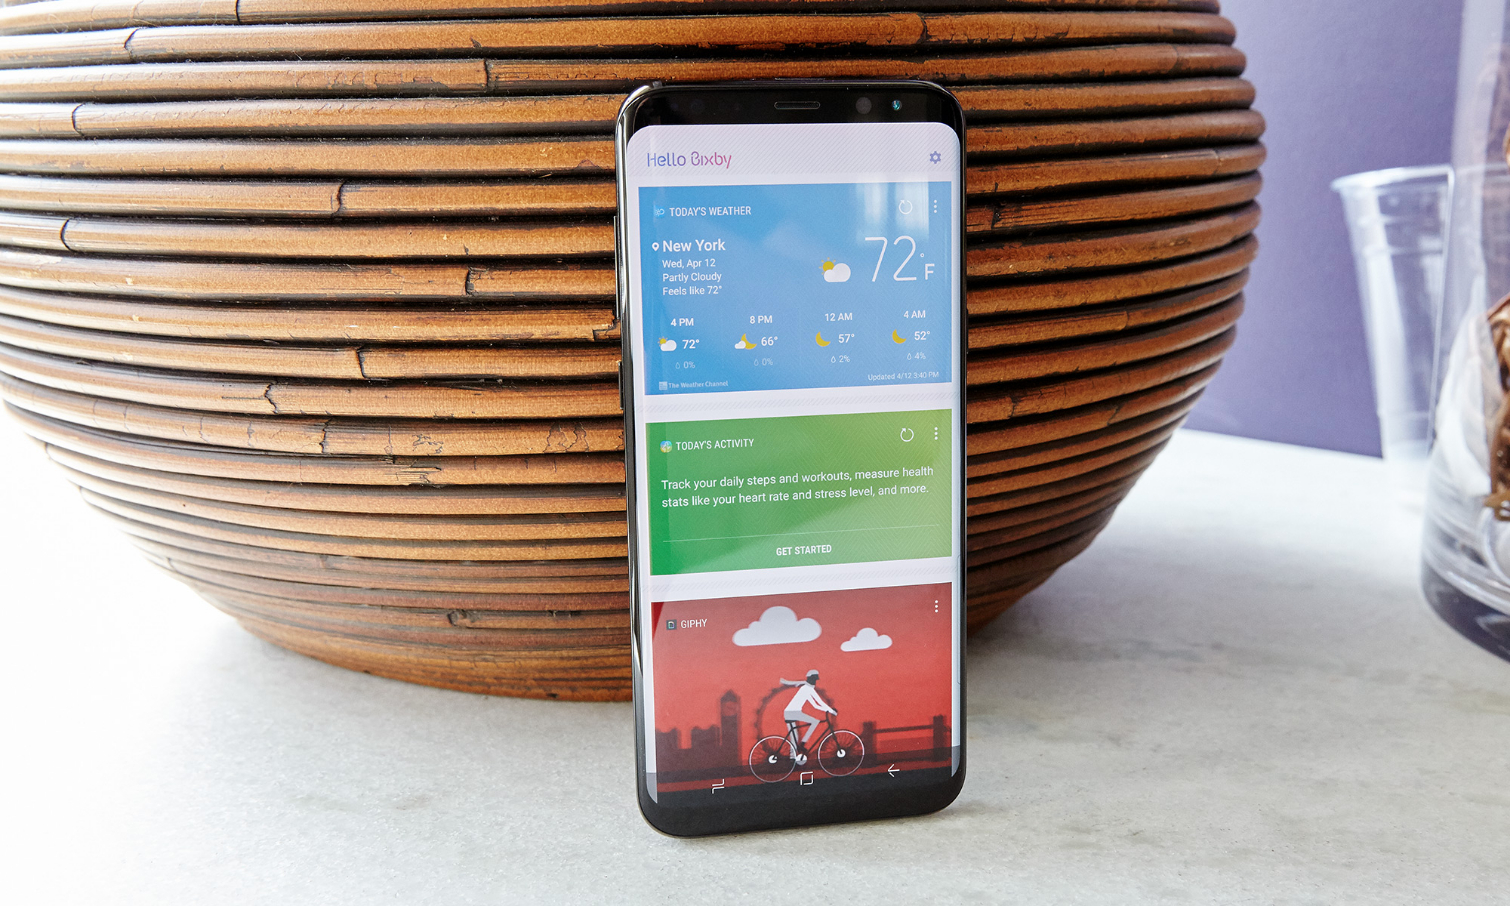 Hello Bixby
TODAY'S WEATHER
New York
Wed, Apr 12
Partly Cloudy
Feels like 72°
72°F
4 PM
8 PM
12 AM
4 AM
72°
66°
57°
52°
0%
0%
2%
4%
The Weather Channel
Updated 4/12 3:40 PM
TODAY'S ACTIVITY
Track your daily steps and workouts, measure health
stats like your heart rate and stress level, and more.
GET STARTED
GIPHY